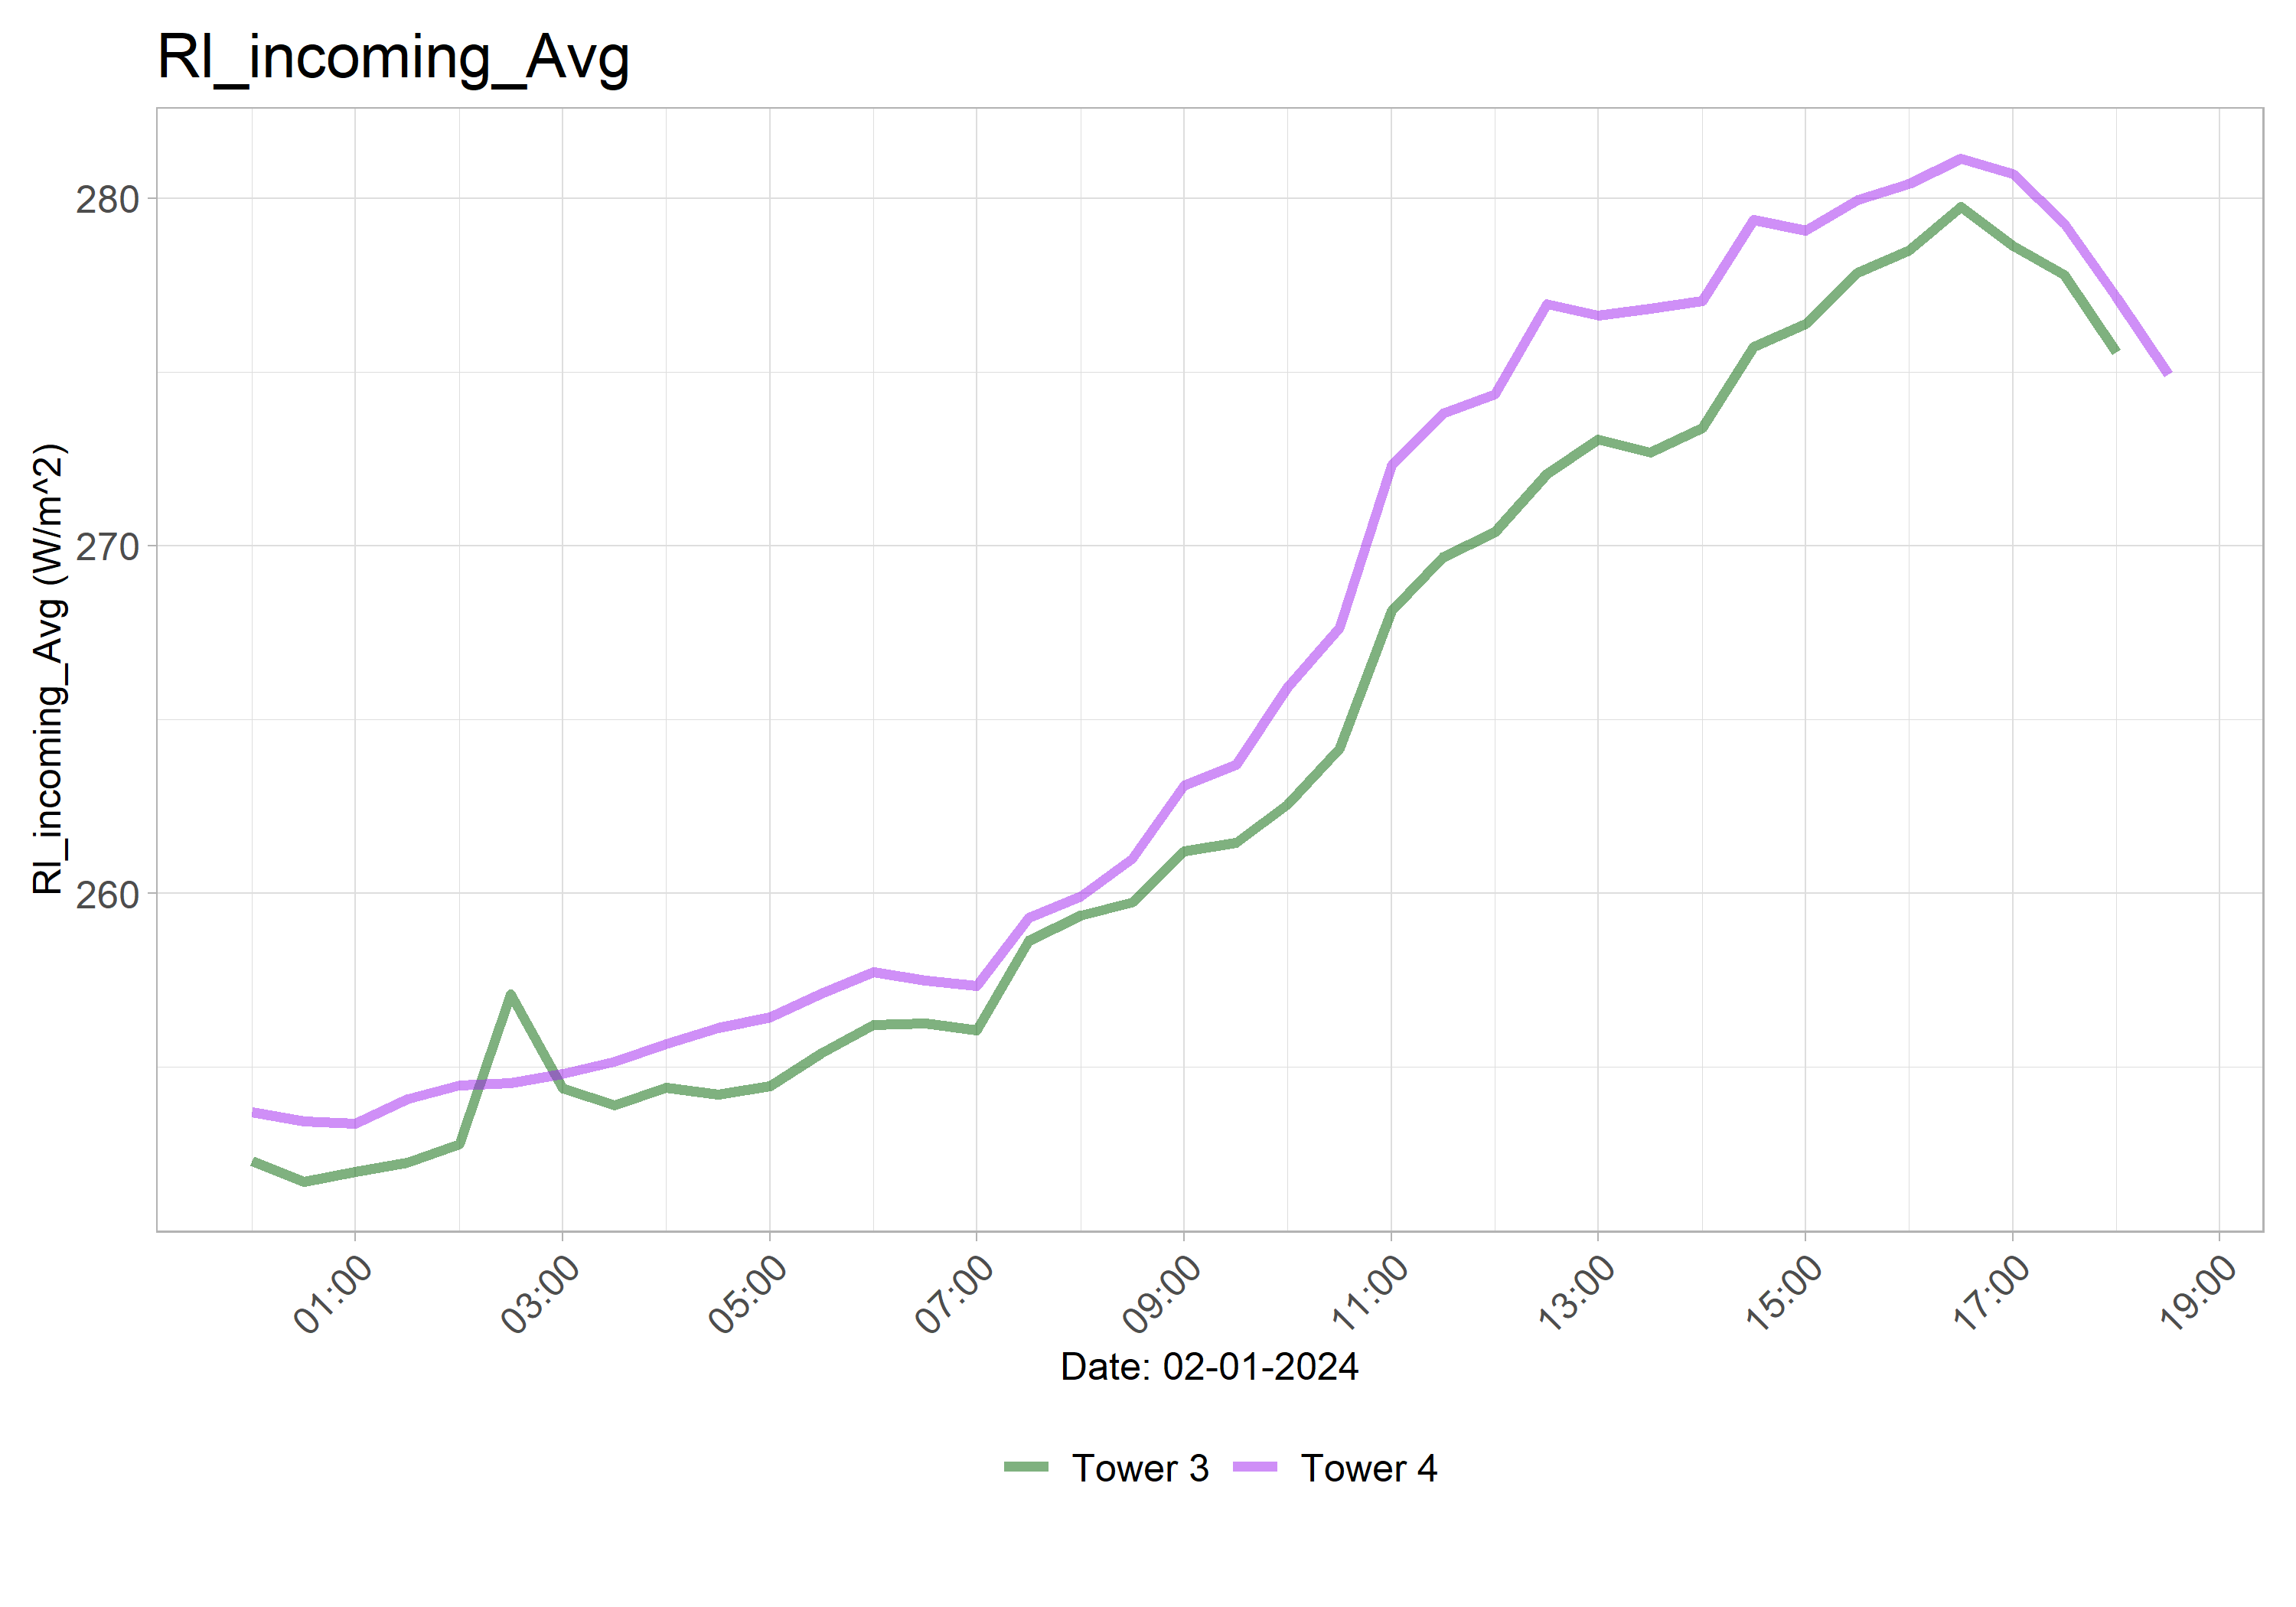 Rl_incoming_Avg
280
270
260
Rl_incoming_Avg (W/m^2)
01:00 03:00 05:00 07:00 09:00 11:00 13:00 15:00 17:00 19:00
Date: 02-01-2024
Tower 3 Tower 4